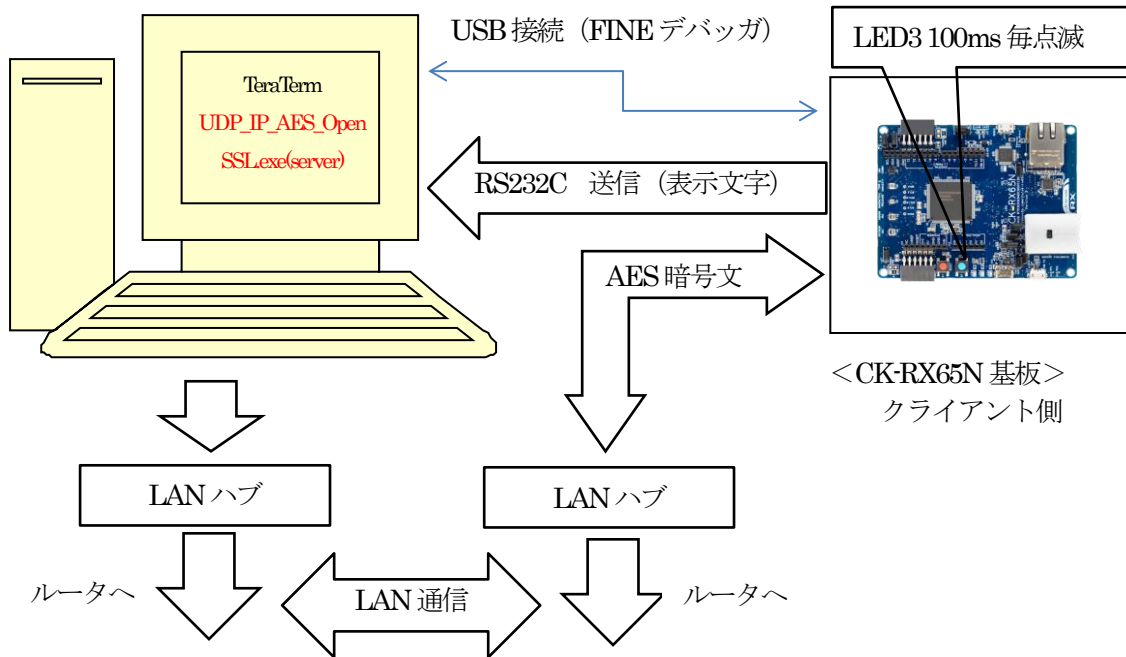 USB 接続（FINE デバッガ）
LED3 100ms 毎点滅
TeraTerm
UDP_IP_AES_Open
SSL.exe(server)
RS232C 送信（表示文字）
CK-RX65N
RX
AES 暗号文
＜CK-RX65N 基板＞
クライアント側
LAN ハブ
LAN ハブ
ルータへ
LAN 通信
ルータへ